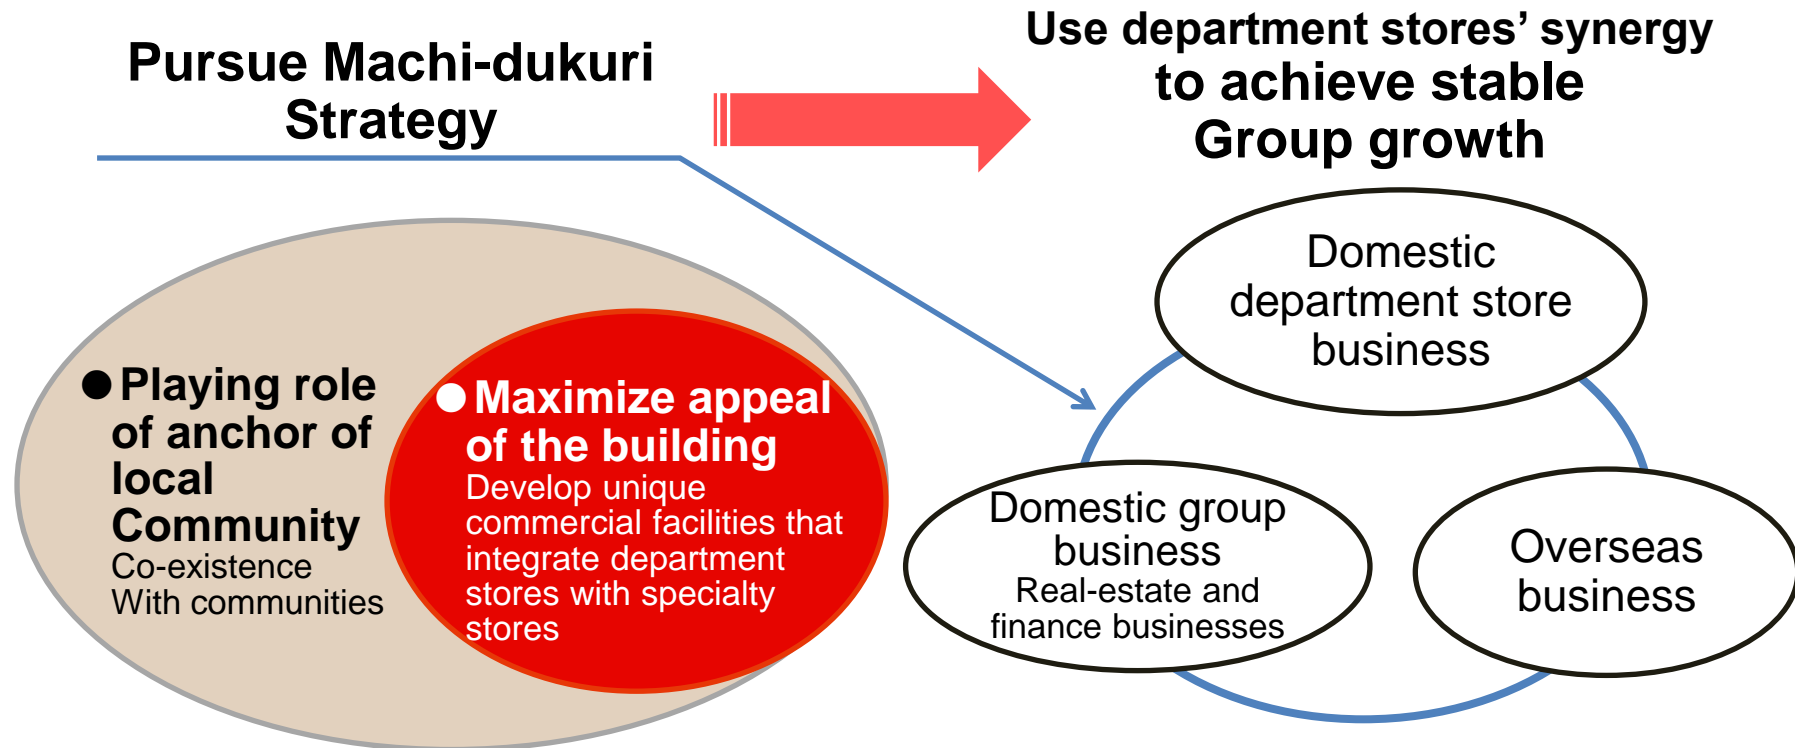 Pursue Machi-dukuri
Strategy
Use department stores’ synergy
to achieve stable
Group growth
●Playing role
of anchor of
local
Community
Co-existence
With communities
●Maximize appeal
of the building
Develop unique
commercial facilities that
integrate department
stores with specialty
stores
Domestic
department store
business
Domestic group
business
Real-estate and
finance businesses
Overseas
business